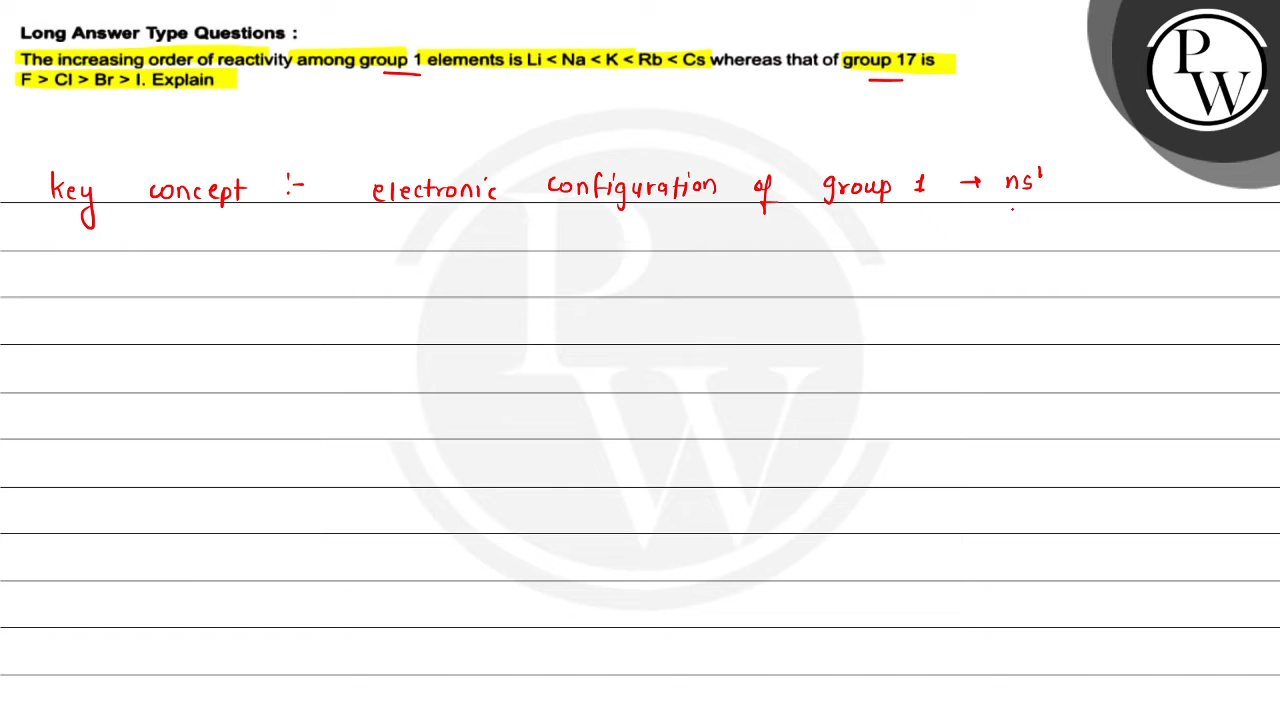 Long Answer Type Questions :
The increasing order of reactivity among group 1 elements is Li < Na < K < Rb < Cs whereas that of group 17 is
F > Cl > Br > I. Explain
P
W
key concept :- electronic configuration of group 1 → ns¹
P
W